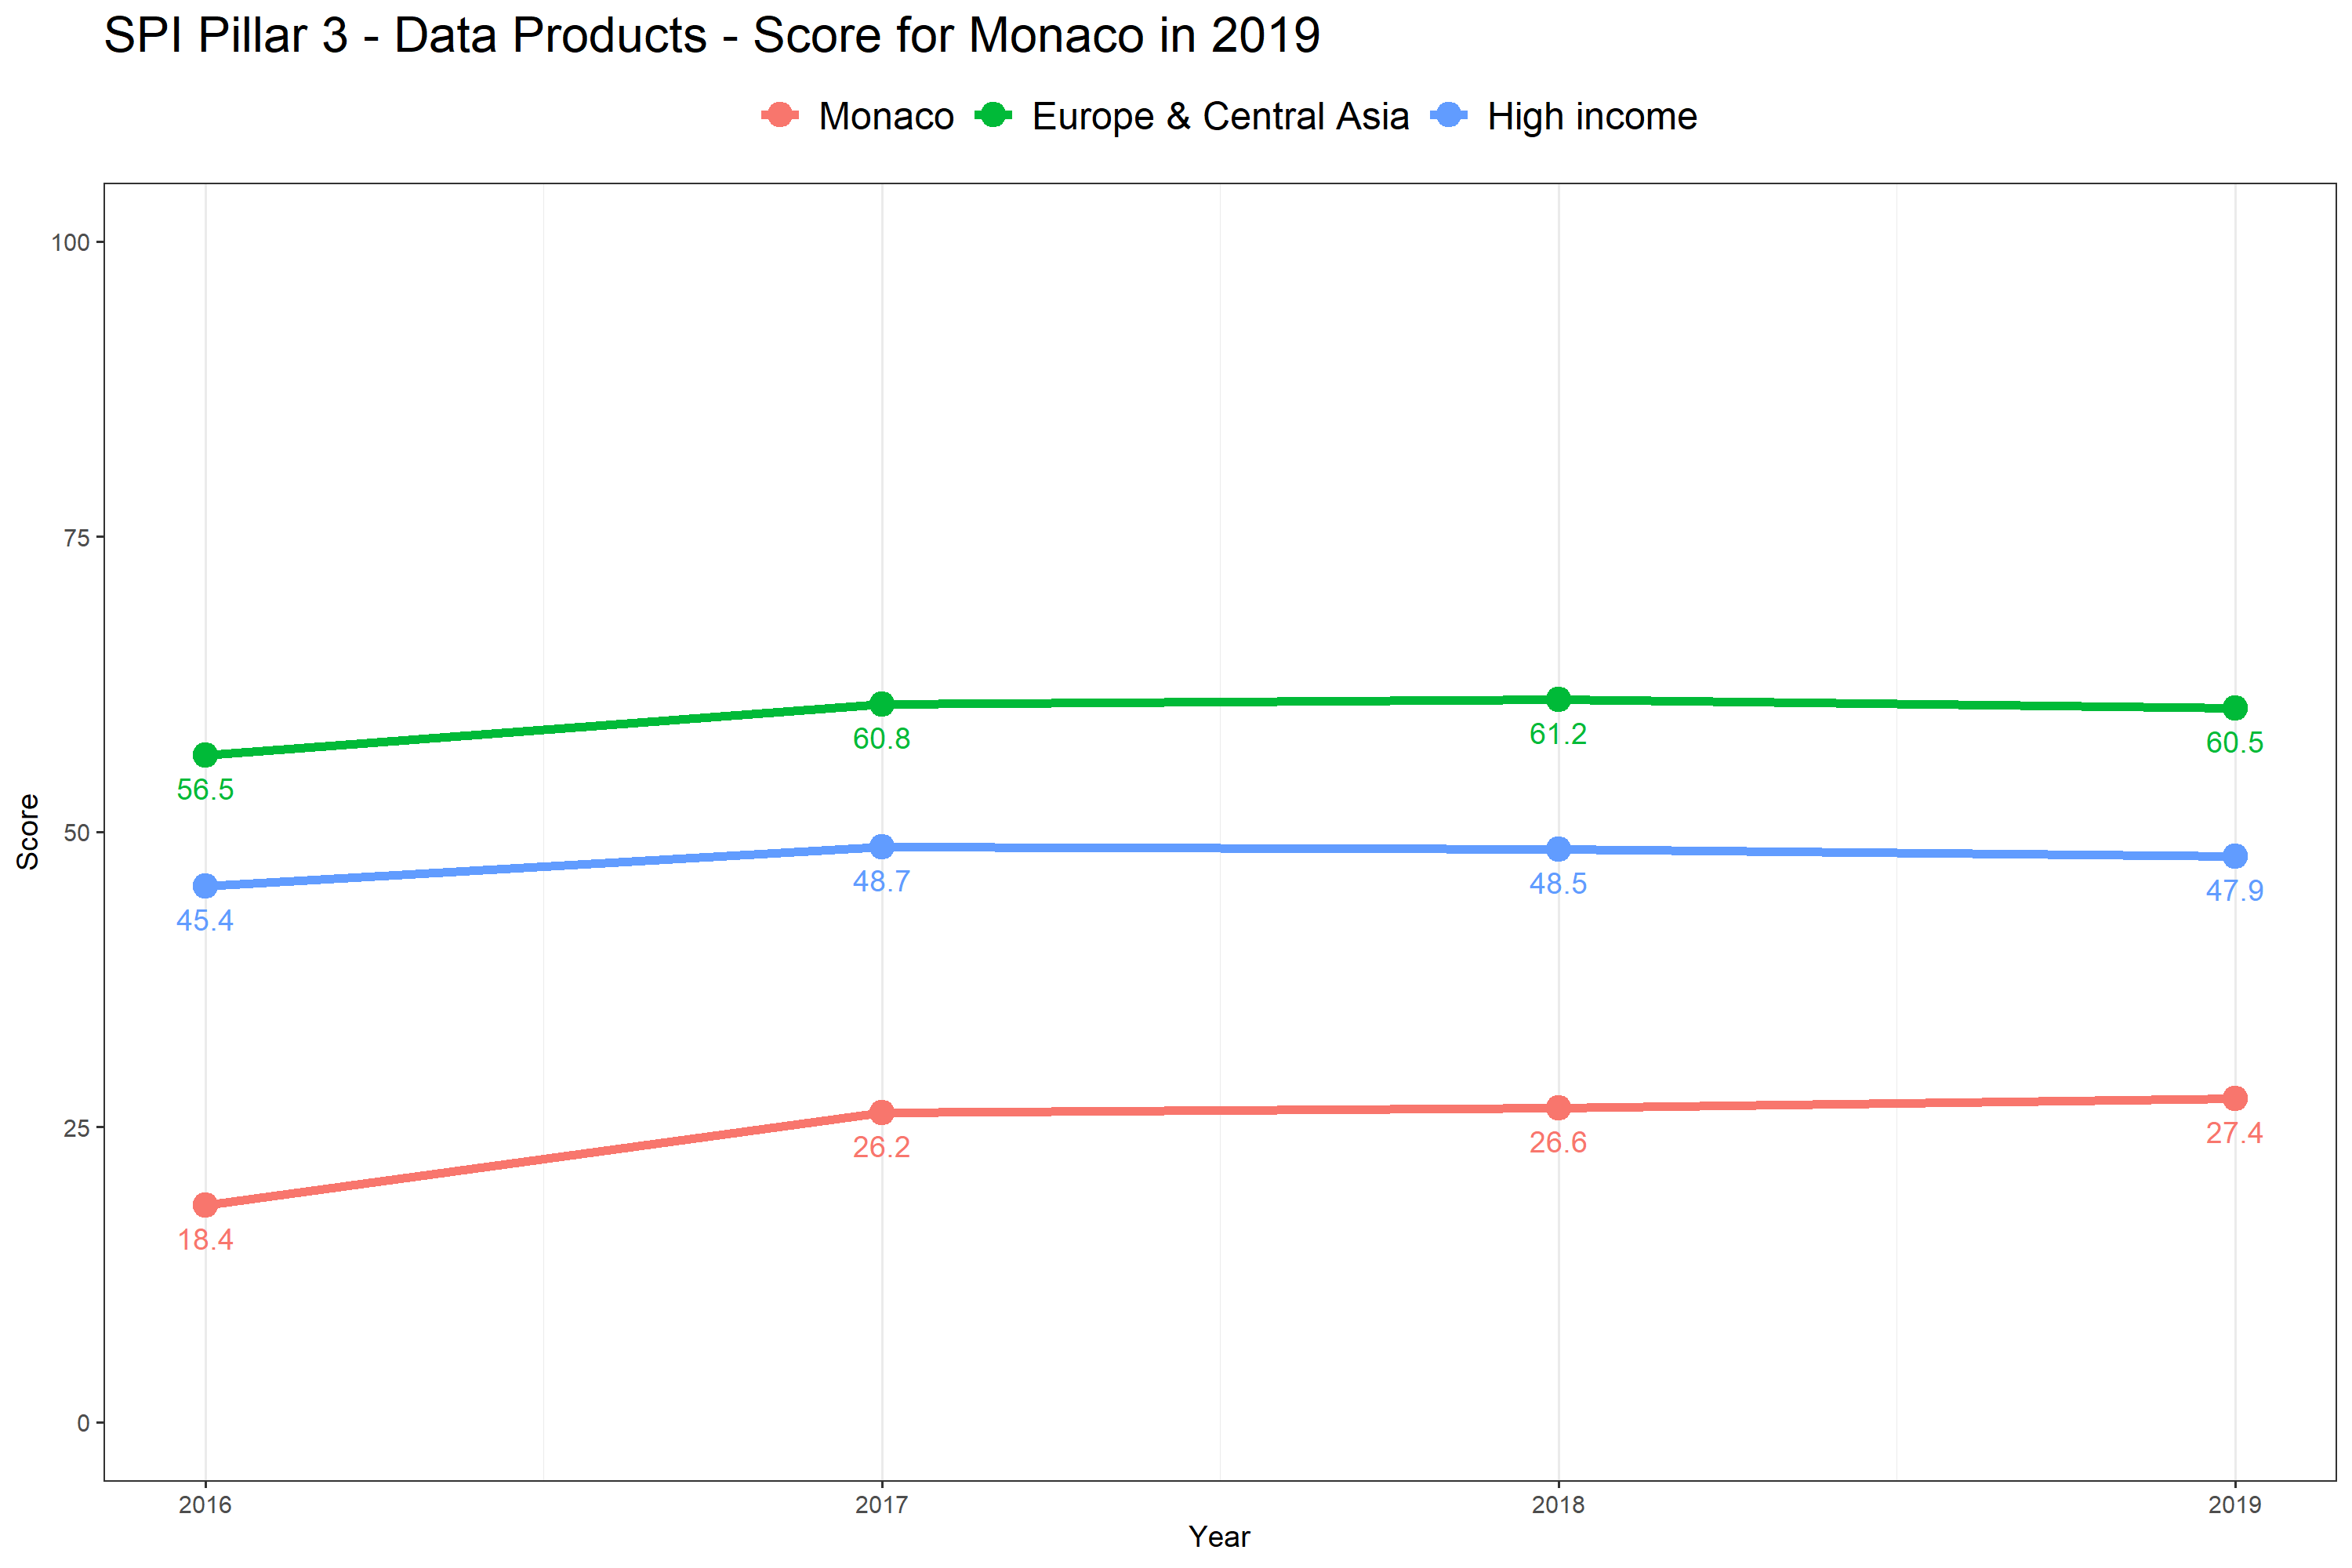 SPI Pillar 3 - Data Products - Score for Monaco in 2019
Monaco Europe & Central Asia High income
100
75
50
25
0
Score
56.5 60.8 61.2 60.5
45.4 48.7 48.5 47.9
18.4 26.2 26.6 27.4
2016 2017 2018 2019
Year